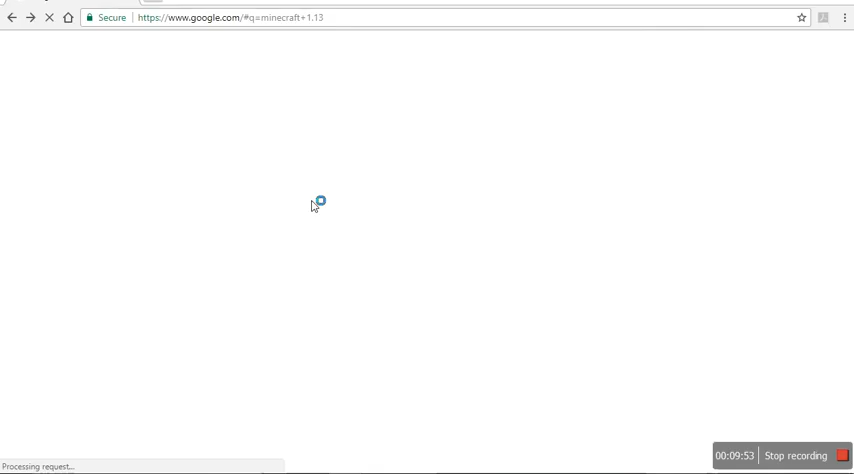 Secure https://www.google.com/#q=minecraft+1.13
00:09:53 Stop recording
Processing request...